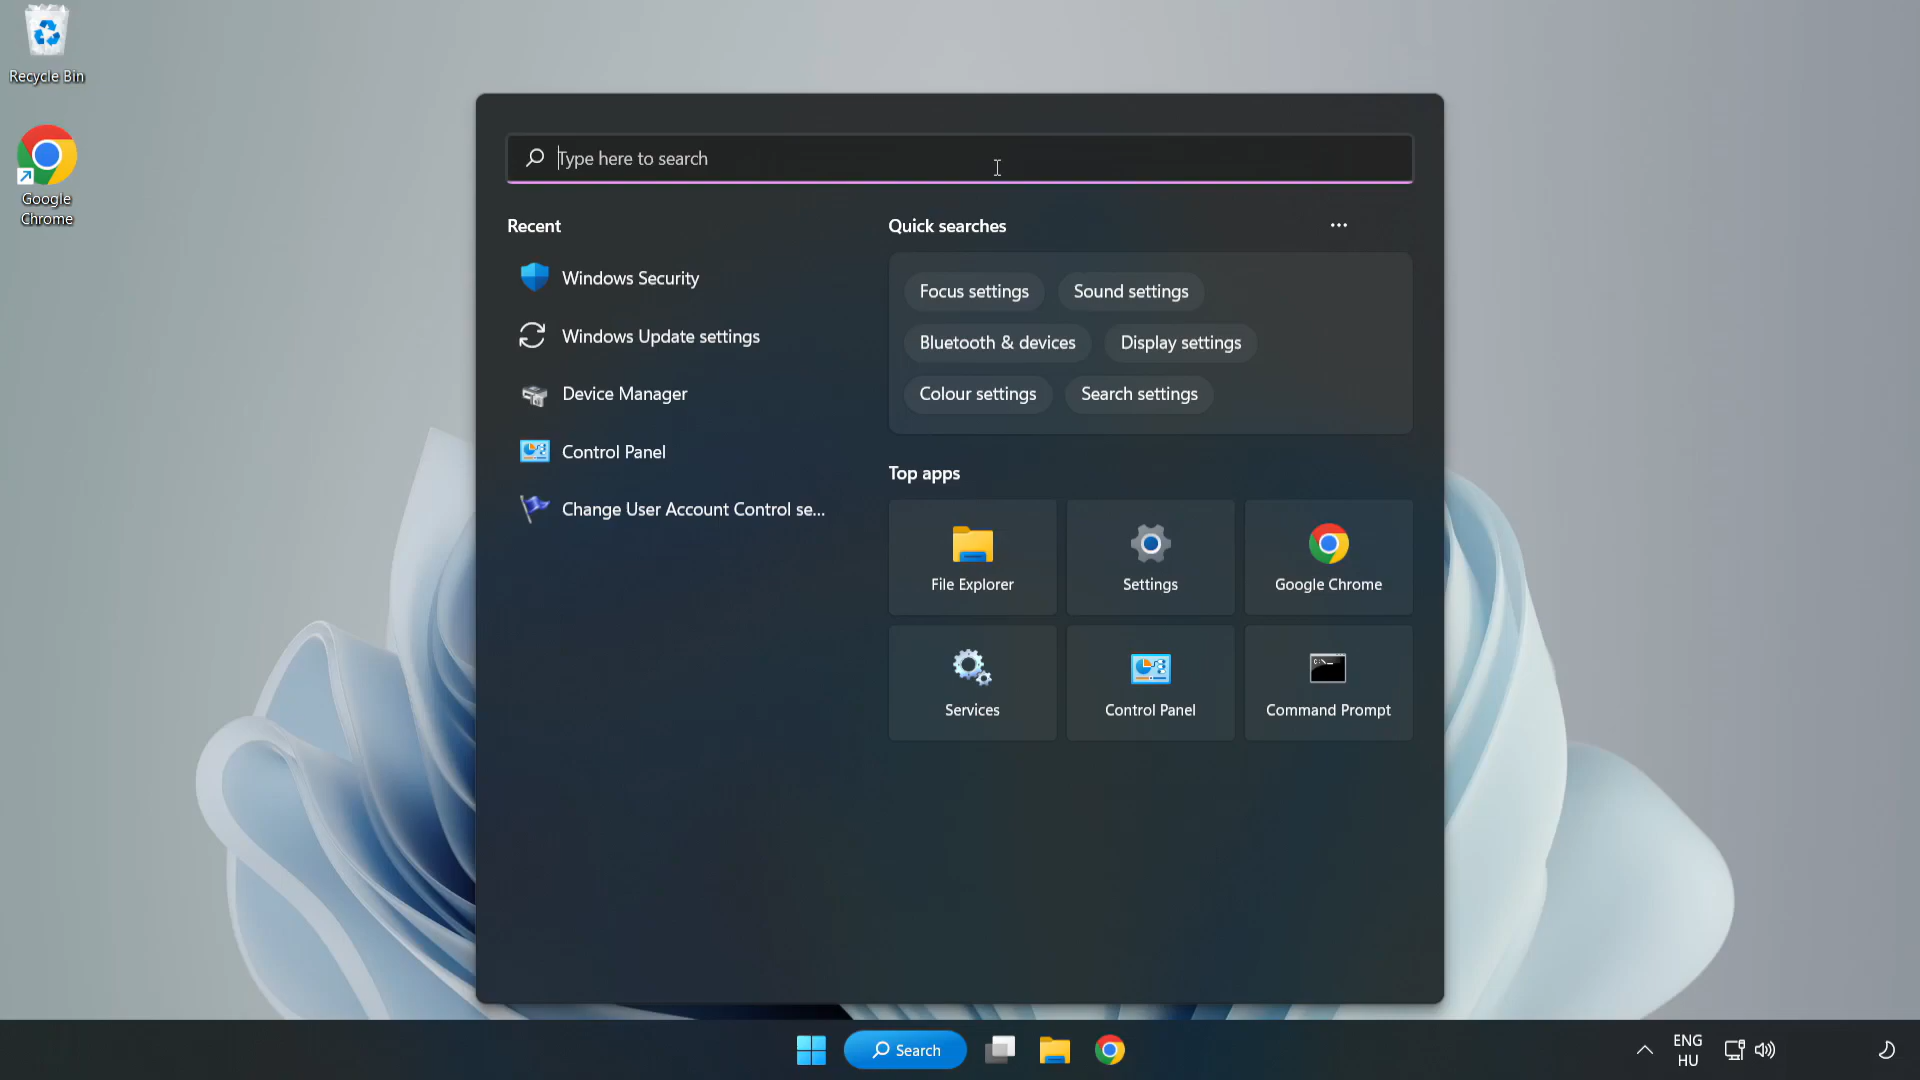 Recycle Bin
Google
Chrome
Type here to search
Recent
Windows Security
Windows Update settings
Device Manager
Control Panel
Change User Account Control se...
Quick searches
Focus settings
Sound settings
Bluetooth & devices
Display settings
Colour settings
Search settings
Top apps
File Explorer
Settings
Google Chrome
Services
Control Panel
Command Prompt
Search
ENG
HU